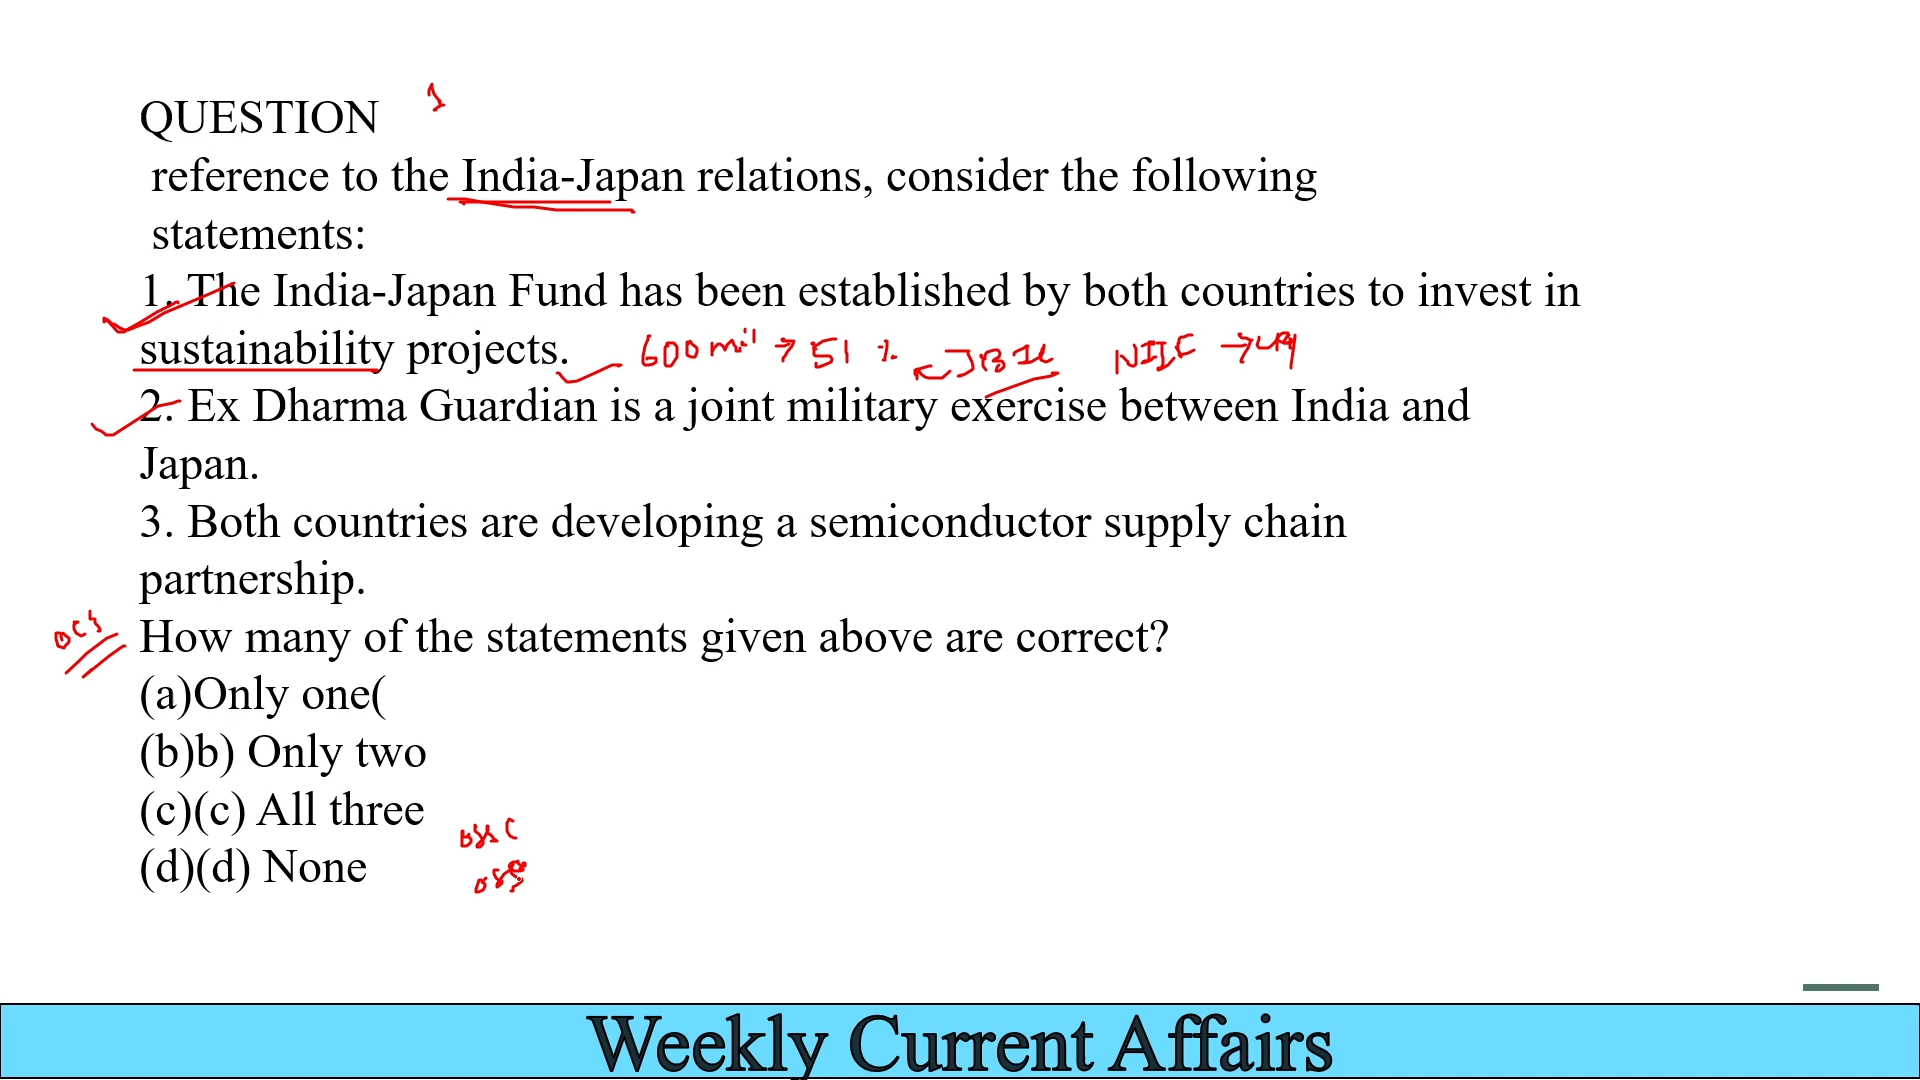 QUESTION
reference to the India-Japan relations, consider the following
statements:
1. The India-Japan Fund has been established by both countries to invest in
sustainability projects. 600 mil → 51 %
2. Ex Dharma Guardian is a joint military exercise between India and
Japan.
3. Both countries are developing a semiconductor supply chain
partnership.
How many of the statements given above are correct?
(a)Only one(
(b)b) Only two
(c)(c) All three
(d)(d) None
Weekly Current Affairs